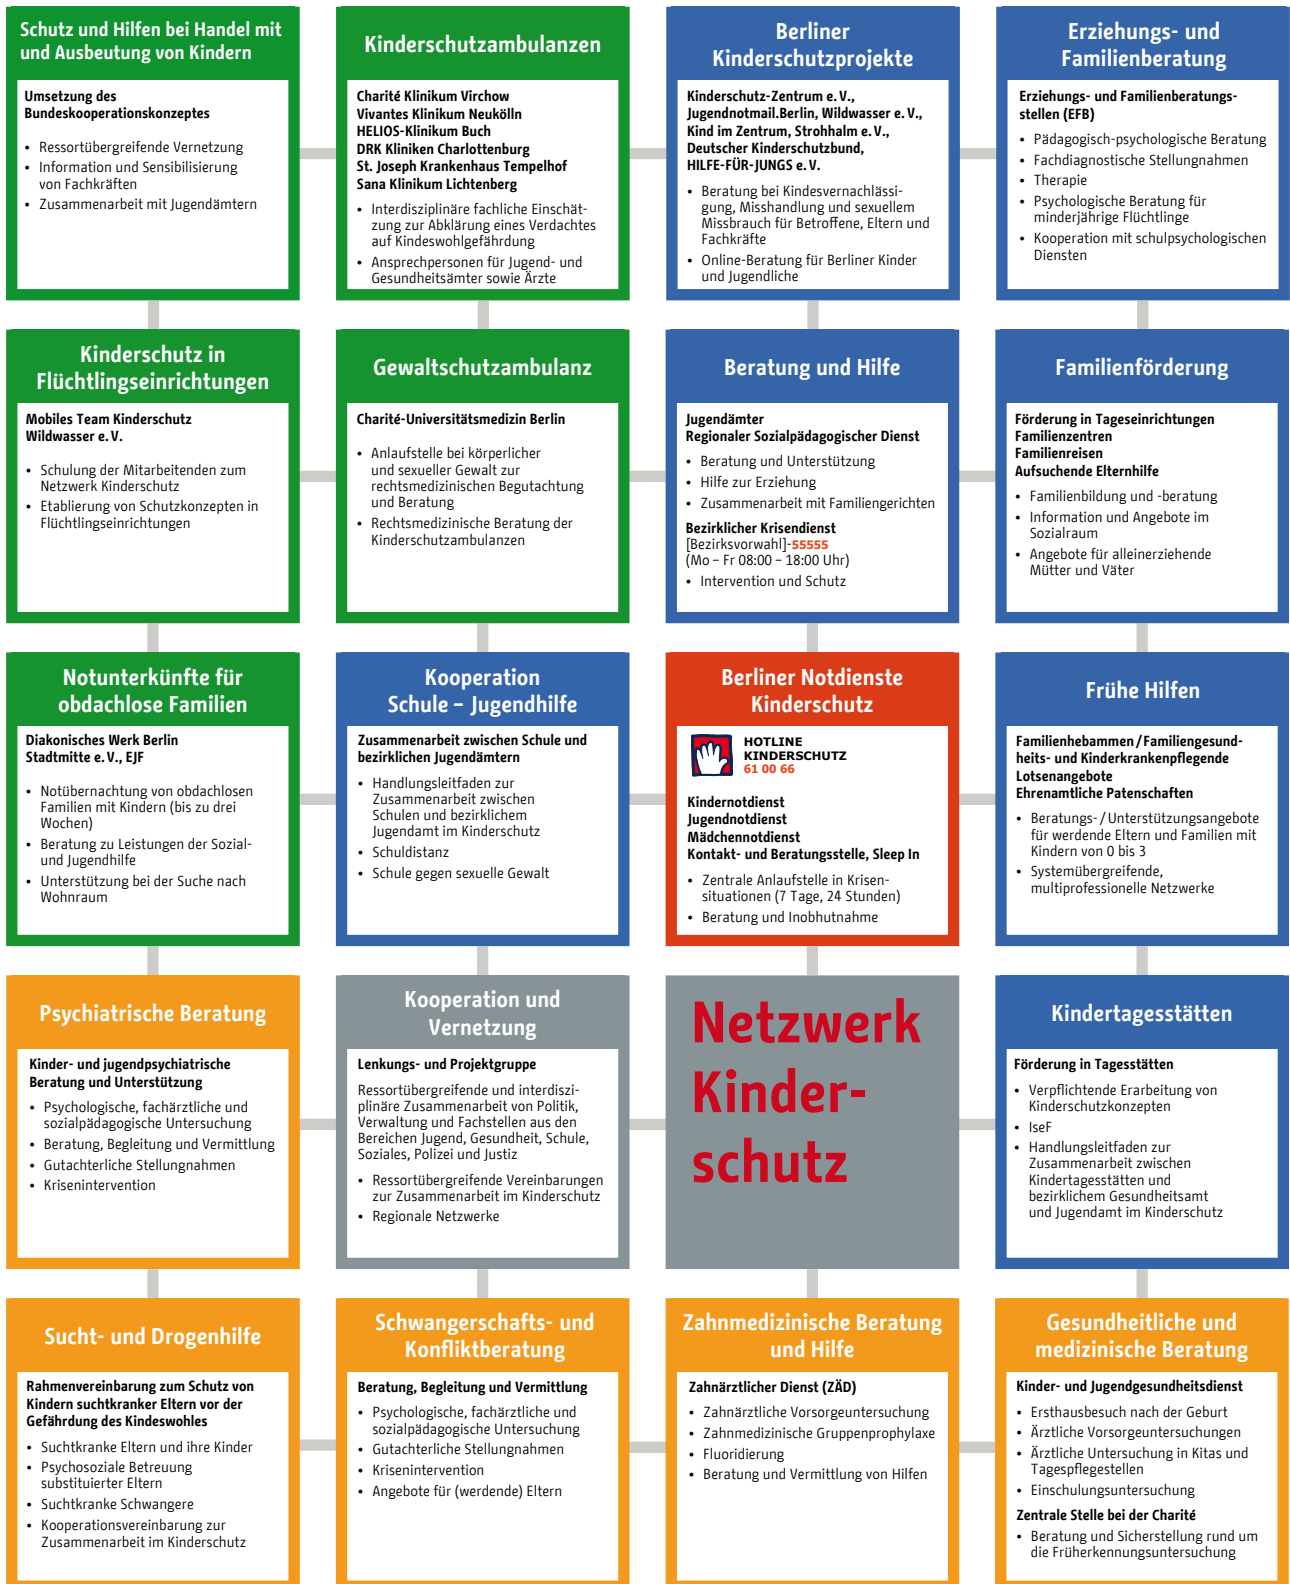 Schutz und Hilfen bei Handel mit
und Ausbeutung von Kindern
Umsetzung des
Bundeskooperationskonzeptes
• Ressortübergreifende Vernetzung
• Information und Sensibilisierung
von Fachkräften
• Zusammenarbeit mit Jugendämtern
Kinderschutzambulanzen
Charité Klinikum Virchow
Vivantes Klinikum Neukölln
HELIOS-Klinikum Buch
DRK Kliniken Charlottenburg
St. Joseph Krankenhaus Tempelhof
Sana Klinikum Lichtenberg
• Interdisziplinäre fachliche Einschät-
zung zur Abklärung eines Verdachtes
auf Kindeswohlgefährdung
• Ansprechpersonen für Jugend- und
Gesundheitsämter sowie Ärzte
Berliner
Kinderschutzprojekte
Kinderschutz-Zentrum e. V.,
Jugendnotmail.Berlin, Wildwasser e. V.,
Kind im Zentrum, Strohhalm e. V.,
Deutscher Kinderschutzbund,
HILFE-FÜR-JUNGS e. V.
• Beratung bei Kindesvernachlässi-
gung, Misshandlung und sexuellem
Missbrauch für Betroffene, Eltern und
Fachkräfte
• Online-Beratung für Berliner Kinder
und Jugendliche
Erziehungs- und
Familienberatung
Erziehungs- und Familienberatungs-
stellen (EFB)
• Pädagogisch-psychologische Beratung
• Fachdiagnostische Stellungnahmen
• Therapie
• Psychologische Beratung für
minderjährige Flüchtlinge
• Kooperation mit schulpsychologischen
Diensten
Kinderschutz in
Flüchtlingseinrichtungen
Mobiles Team Kinderschutz
Wildwasser e. V.
• Schulung der Mitarbeitenden zum
Netzwerk Kinderschutz
• Etablierung von Schutzkonzepten in
Flüchtlingseinrichtungen
Gewaltschutzambulanz
Charité-Universitätsmedizin Berlin
• Anlaufstelle bei körperlicher
und sexueller Gewalt zur
rechtsmedizinischen Begutachtung
und Beratung
• Rechtsmedizinische Beratung der
Kinderschutzambulanzen
Beratung und Hilfe
Jugendämter
Regionaler Sozialpädagogischer Dienst
• Beratung und Unterstützung
• Hilfe zur Erziehung
• Zusammenarbeit mit Familiengerichten
Bezirklicher Krisendienst
[Bezirksvorwahl]-55555
(Mo – Fr 08:00 – 18:00 Uhr)
• Intervention und Schutz
Familienförderung
Förderung in Tageseinrichtungen
Familienzentren
Familienreisen
Aufsuchende Elternhilfe
• Familienbildung und -beratung
• Information und Angebote im
Sozialraum
• Angebote für alleinerziehende
Mütter und Väter
Notunterkünfte für
obdachlose Familien
Diakonisches Werk Berlin
Stadtmitte e. V., EJF
• Notübernachtung von obdachlosen
Familien mit Kindern (bis zu drei
Wochen)
• Beratung zu Leistungen der Sozial-
und Jugendhilfe
• Unterstützung bei der Suche nach
Wohnraum
Kooperation
Schule – Jugendhilfe
Zusammenarbeit zwischen Schule und
bezirklichen Jugendämtern
• Handlungsleitfaden zur
Zusammenarbeit zwischen
Schulen und bezirklichem
Jugendamt im Kinderschutz
• Schuldistanz
• Schule gegen sexuelle Gewalt
Berliner Notdienste
Kinderschutz
HOTLINE
KINDERSCHUTZ
61 00 66
Kindernotdienst
Jugendnotdienst
Mädchennotdienst
Kontakt- und Beratungsstelle, Sleep In
• Zentrale Anlaufstelle in Krisen-
situationen (7 Tage, 24 Stunden)
• Beratung und Inobhutnahme
Frühe Hilfen
Familienhebammen / Familiengesund-
heits- und Kinderkrankenpflegende
Lotsenangebote
Ehrenamtliche Patenschaften
• Beratungs- / Unterstützungsangebote
für werdende Eltern und Familien mit
Kindern von 0 bis 3
• Systemübergreifende,
multiprofessionelle Netzwerke
Psychiatrische Beratung
Kinder- und jugendpsychiatrische
Beratung und Unterstützung
• Psychologische, fachärztliche und
sozialpädagogische Untersuchung
• Beratung, Begleitung und Vermittlung
• Gutachterliche Stellungnahmen
• Krisenintervention
Kooperation und
Vernetzung
Lenkungs- und Projektgruppe
Ressortübergreifende und interdiszi-
plinäre Zusammenarbeit von Politik,
Verwaltung und Fachstellen aus den
Bereichen Jugend, Gesundheit, Schule,
Soziales, Polizei und Justiz
• Ressortübergreifende Vereinbarungen
zur Zusammenarbeit im Kinderschutz
• Regionale Netzwerke
Netzwerk
Kinder-
schutz
Kindertagesstätten
Förderung in Tagesstätten
• Verpflichtende Erarbeitung von
Kinderschutzkonzepten
• IseF
• Handlungsleitfaden zur
Zusammenarbeit zwischen
Kindertagesstätten und
bezirklichem Gesundheitsamt
und Jugendamt im Kinderschutz
Sucht- und Drogenhilfe
Rahmenvereinbarung zum Schutz von
Kindern suchtkranker Eltern vor der
Gefährdung des Kindeswohles
• Suchtkranke Eltern und ihre Kinder
• Psychosoziale Betreuung
substituierter Eltern
• Suchtkranke Schwangere
• Kooperationsvereinbarung zur
Zusammenarbeit im Kinderschutz
Schwangerschafts- und
Konfliktberatung
Beratung, Begleitung und Vermittlung
• Psychologische, fachärztliche und
sozialpädagogische Untersuchung
• Gutachterliche Stellungnahmen
• Krisenintervention
• Angebote für (werdende) Eltern
Zahnmedizinische Beratung
und Hilfe
Zahnärztlicher Dienst (ZÄD)
• Zahnärztliche Vorsorgeuntersuchung
• Zahnmedizinische Gruppenprophylaxe
• Fluoridierung
• Beratung und Vermittlung von Hilfen
Gesundheitliche und
medizinische Beratung
Kinder- und Jugendgesundheitsdienst
• Ersthausbesuch nach der Geburt
• Ärztliche Vorsorgeuntersuchungen
• Ärztliche Untersuchung in Kitas und
Tagespflegestellen
• Einschulungsuntersuchung
Zentrale Stelle bei der Charité
• Beratung und Sicherstellung rund um
die Früherkennungsuntersuchung